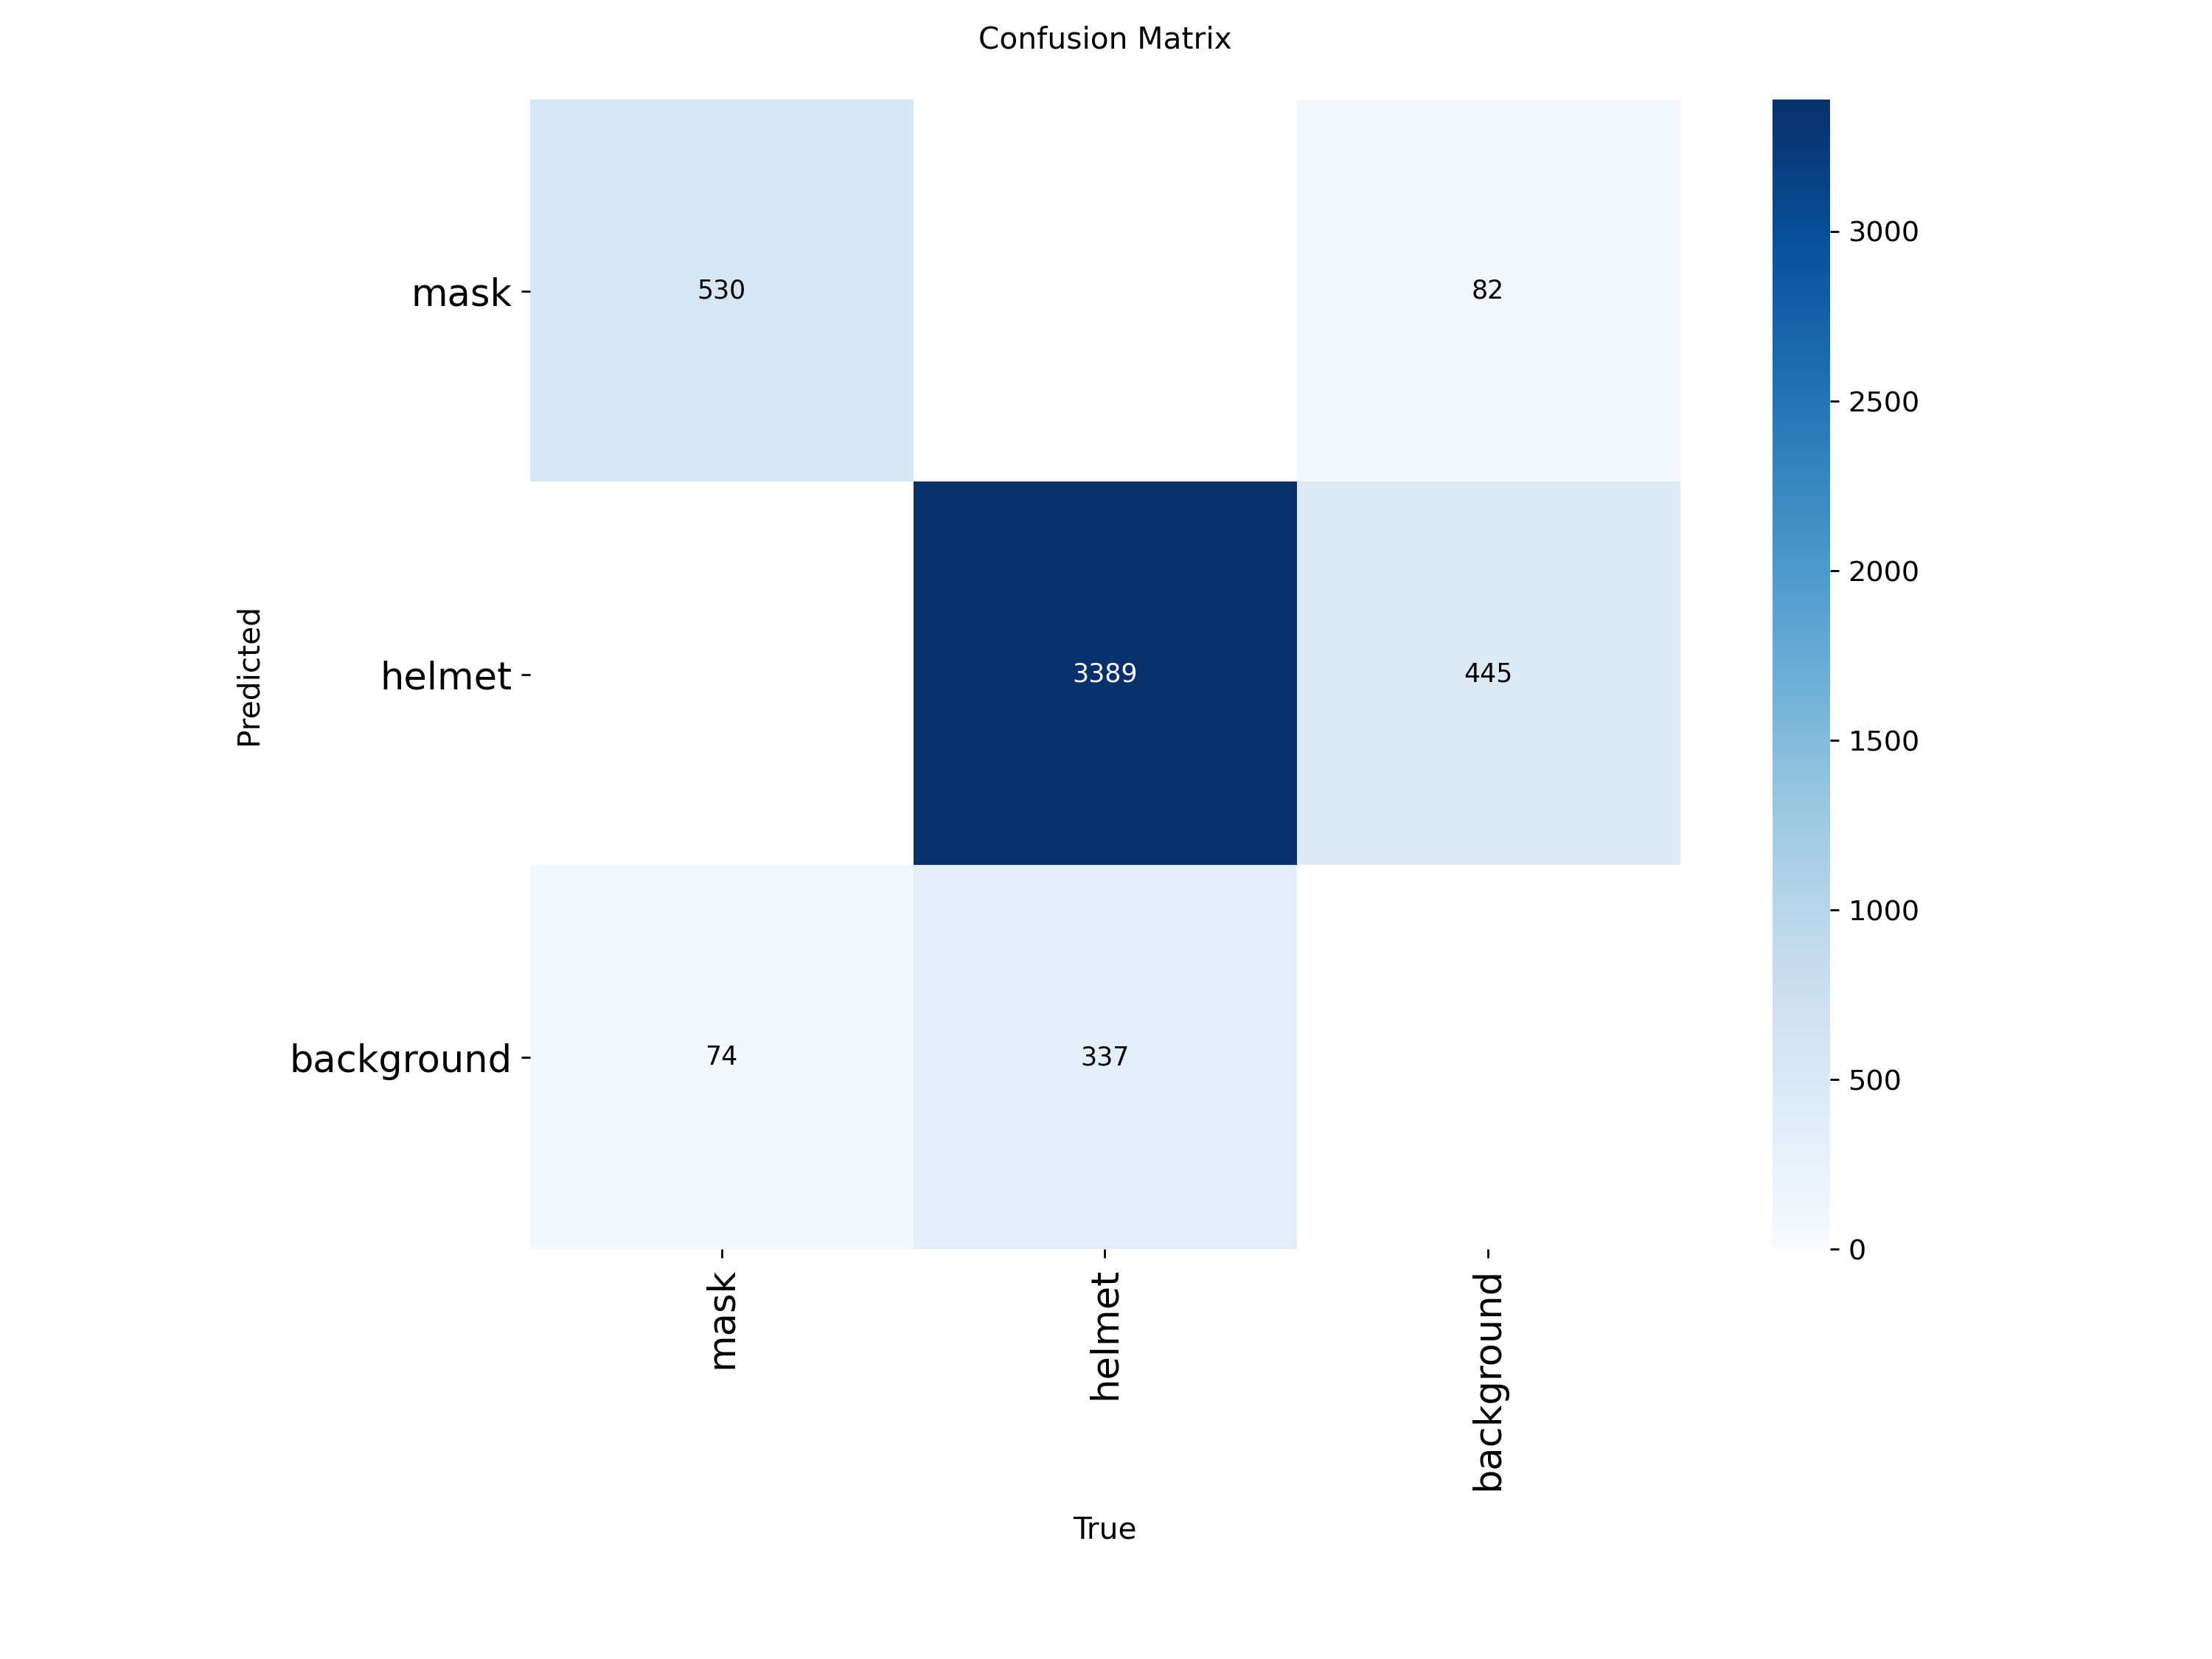 Confusion Matrix
mask
530
82
helmet
3389
445
background
74
337
Predicted
mask
helmet
background
True
3000
2500
2000
1500
1000
500
0